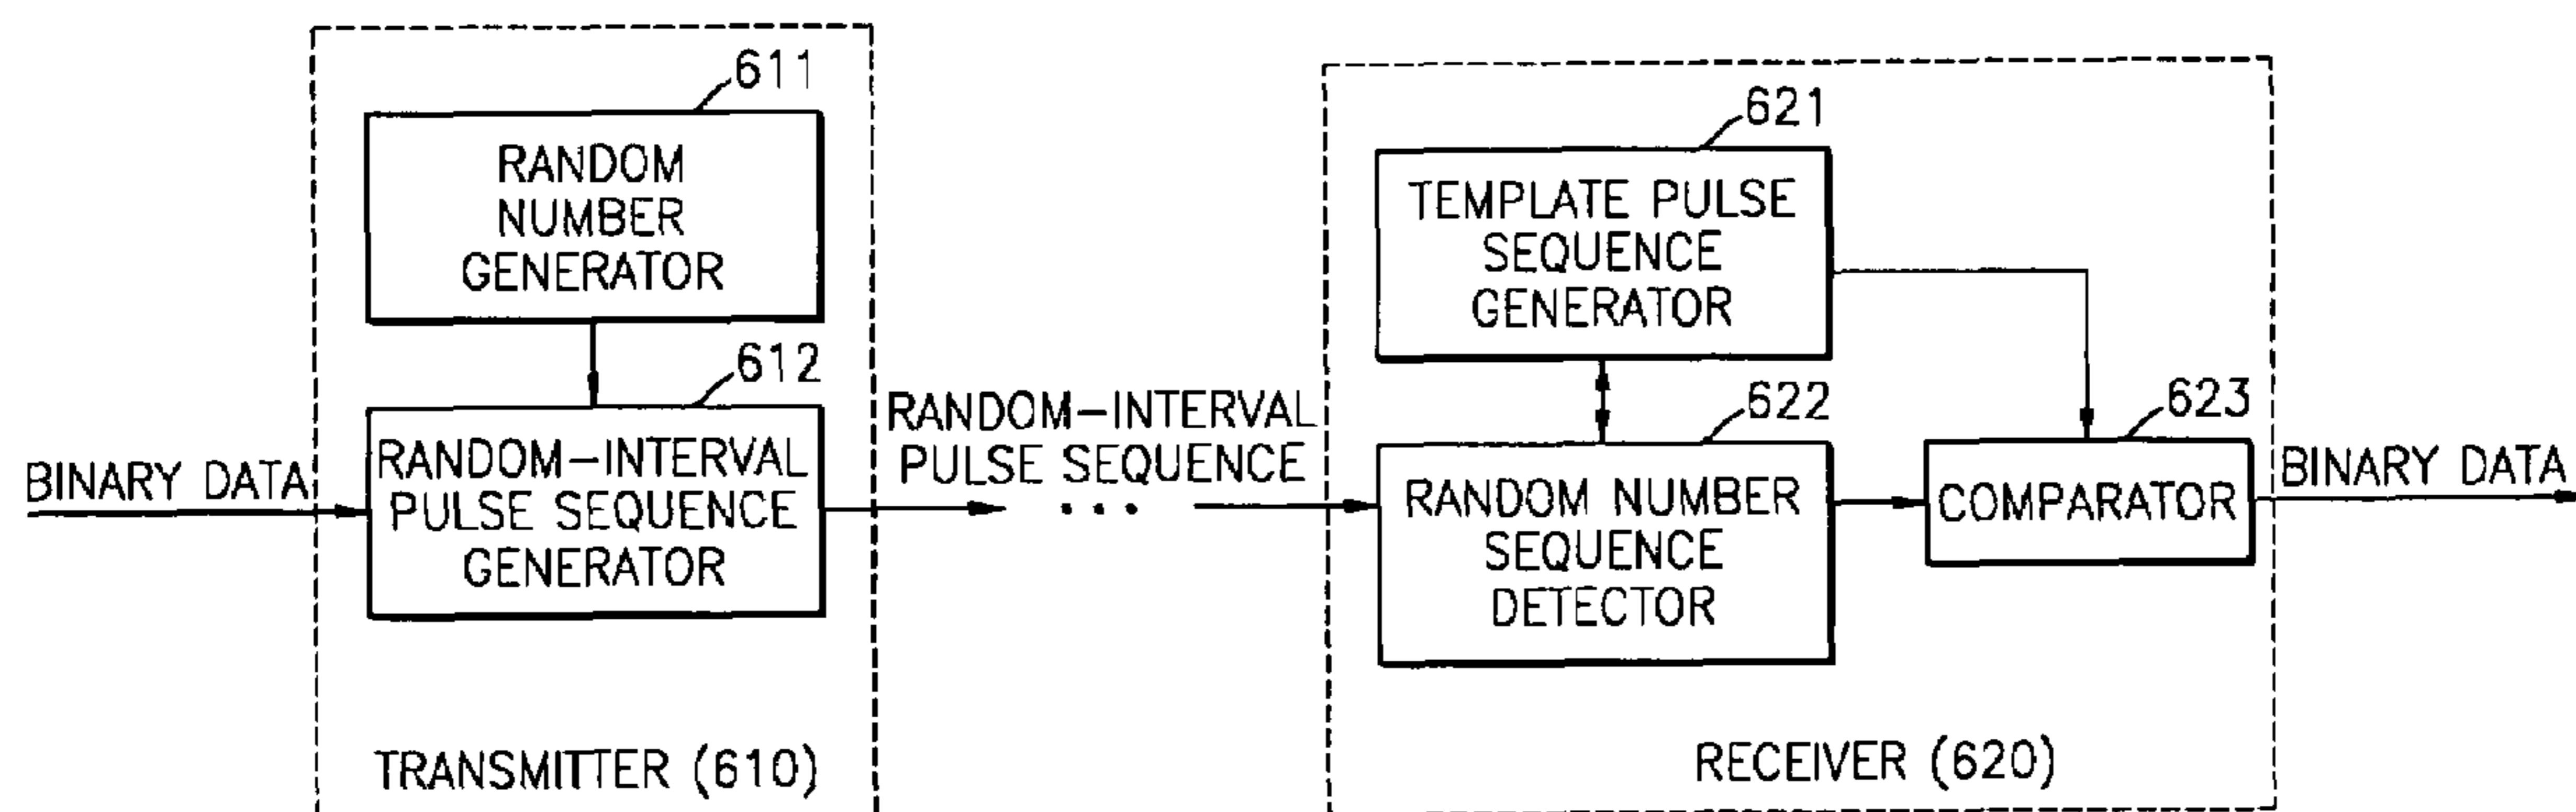 611
RANDOM
NUMBER
GENERATOR
612
BINARY DATA
RANDOM-INTERVAL
PULSE SEQUENCE
GENERATOR
TRANSMITTER (610)
RANDOM-INTERVAL
PULSE SEQUENCE
...
621
TEMPLATE PULSE
SEQUENCE
GENERATOR
622
RANDOM NUMBER
SEQUENCE
DETECTOR
623
COMPARATOR
BINARY DATA
RECEIVER (620)